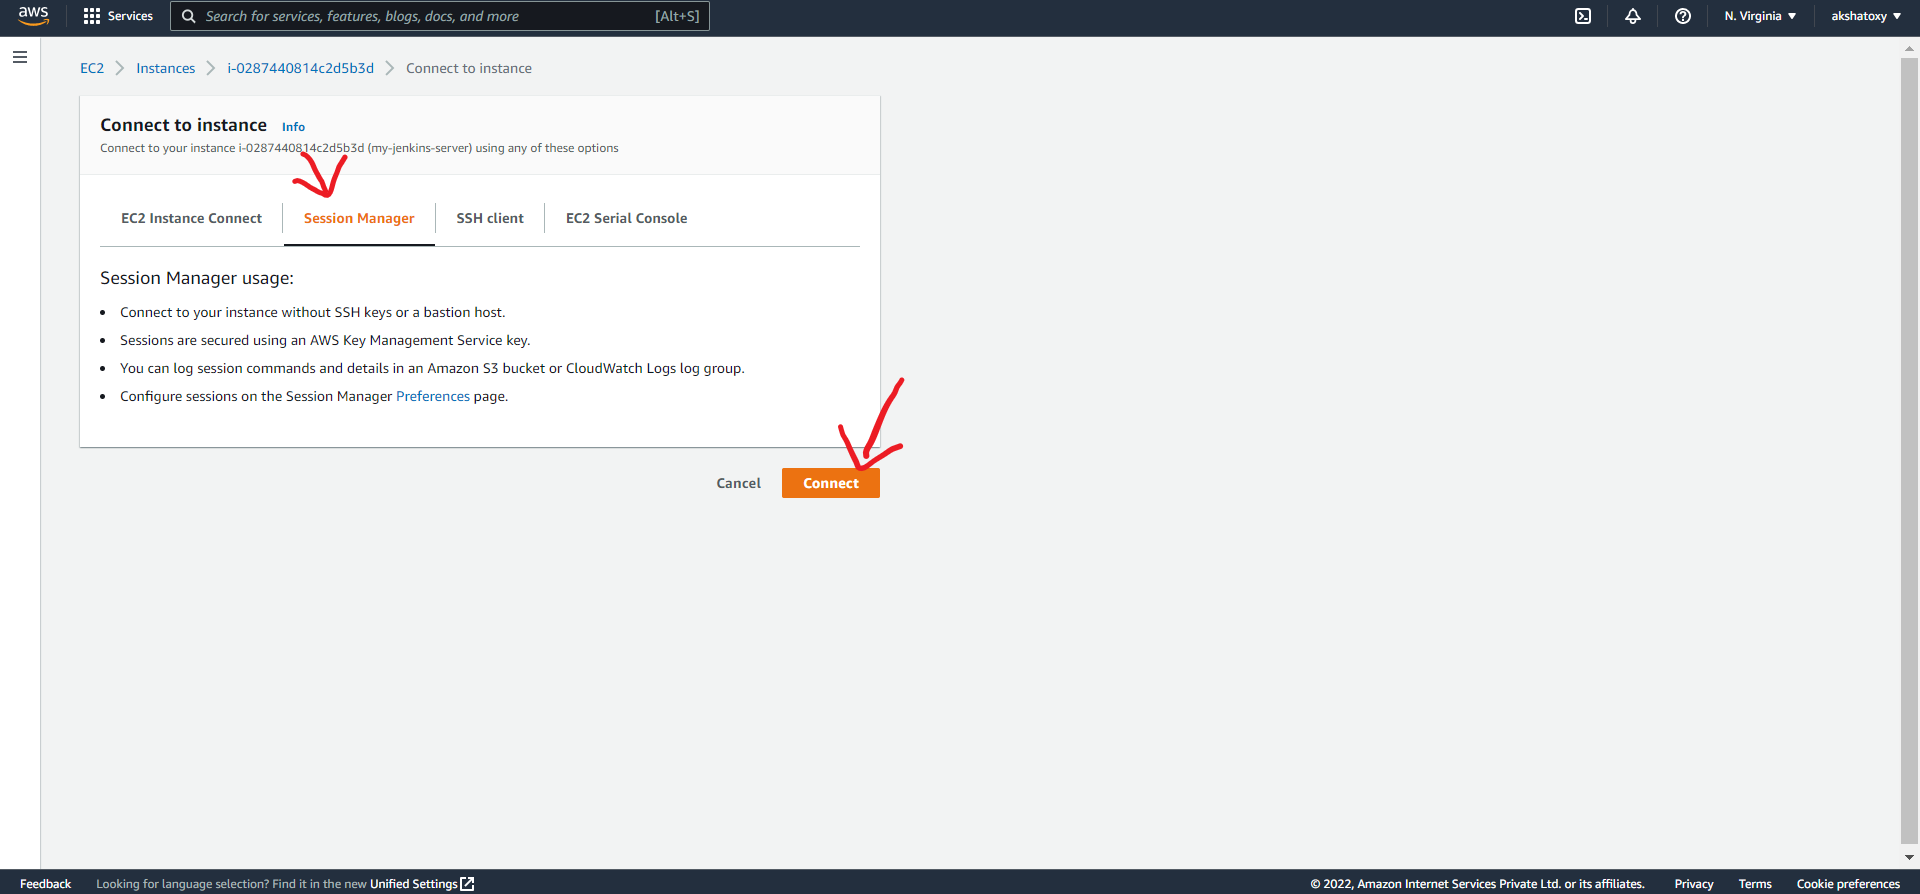 aws Services Search for services, features, blogs, docs, and more [Alt+S] N. Virginia akshatoxy
EC2 Instances i-0287440814c2d5b3d Connect to instance
Connect to instance Info
Connect to your instance i-0287440814c2d5b3d (my-jenkins-server) using any of these options
EC2 Instance Connect Session Manager SSH client EC2 Serial Console
Session Manager usage:
Connect to your instance without SSH keys or a bastion host.
Sessions are secured using an AWS Key Management Service key.
You can log session commands and details in an Amazon S3 bucket or CloudWatch Logs log group.
Configure sessions on the Session Manager Preferences page.
Cancel Connect
Feedback Looking for language selection? Find it in the new Unified Settings © 2022, Amazon Internet Services Private Ltd. or its affiliates. Privacy Terms Cookie preferences